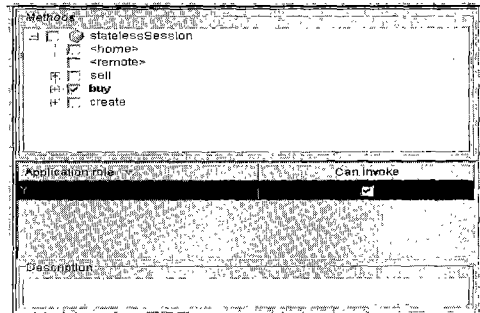 Methods
statelessSession
<home>
<remote>
sell
buy
create
Application role Can Invoke
Y
Description